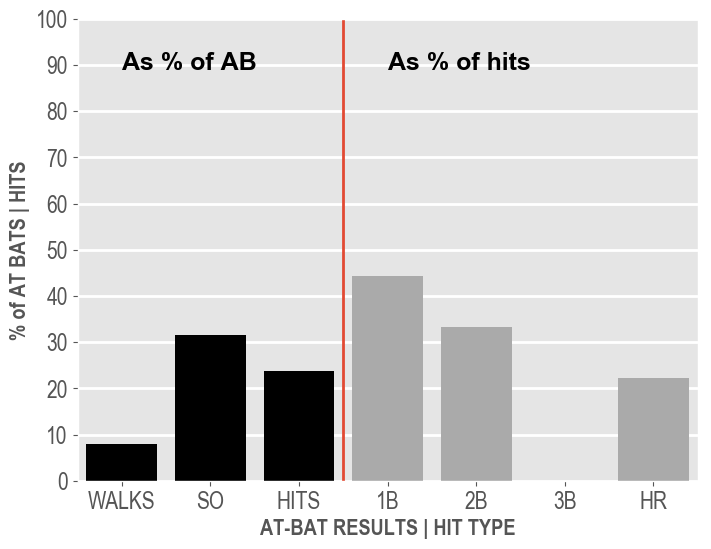 100
90
80
70
60
50
40
30
20
10
0
% of AT BATS | HITS
As % of AB
As % of hits
WALKS SO HITS 1B 2B 3B HR
AT-BAT RESULTS | HIT TYPE